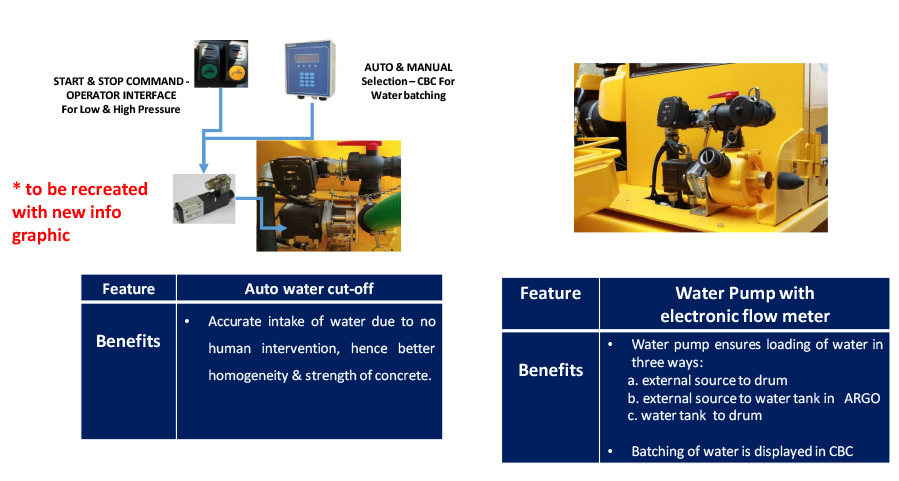 START & STOP COMMAND -
OPERATOR INTERFACE
For Low & High Pressure
AUTO & MANUAL
Selection – CBC For
Water batching
* to be recreated
with new info
graphic
Feature
Auto water cut-off
Benefits
• Accurate intake of water due to no
human intervention, hence better
homogeneity & strength of concrete.
Feature
Water Pump with
electronic flow meter
Benefits
• Water pump ensures loading of water in
three ways:
a. external source to drum
b. external source to water tank in ARGO
c. water tank to drum
• Batching of water is displayed in CBC